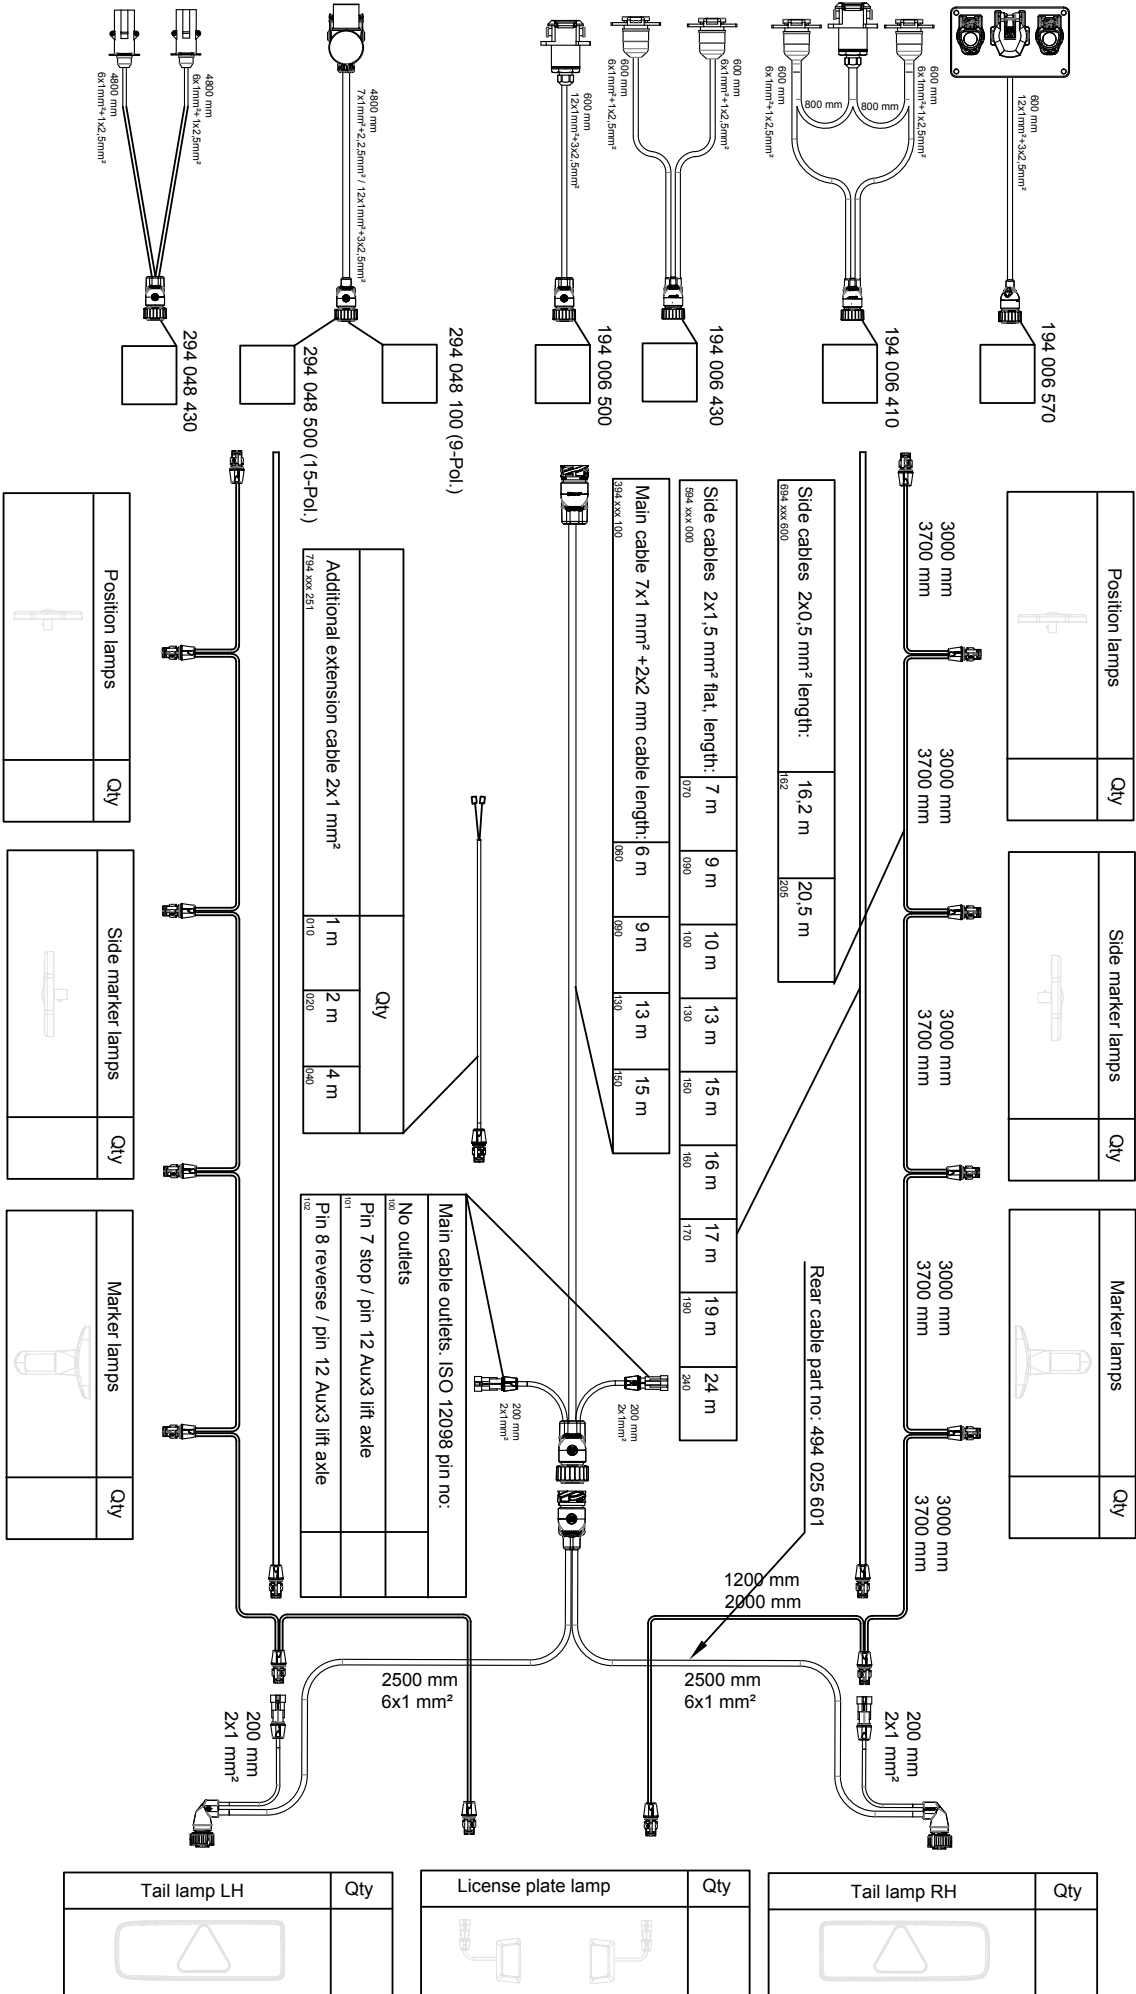 194 006 570
600 mm
12x1mm²+3x2,5mm²
194 006 410
600 mm
6x1mm²+1x2,5mm²
800 mm
800 mm
600 mm
6x1mm²+1x2,5mm²
194 006 430
600 mm
6x1mm²+1x2,5mm²
600 mm
6x1mm²+1x2,5mm²
194 006 500
600 mm
12x1mm²+3x2,5mm²
294 048 100 (9-Pol.)
294 048 500 (15-Pol.)
4800 mm
7x1mm²+2,2,5mm² / 12x1mm²+3x2,5mm²
294 048 430
4800 mm
6x1mm²+1x2,5mm²
4800 mm
6x1mm²+1x2,5mm²
Position lamps Qty
Side marker lamps Qty
Marker lamps Qty
3000 mm
3700 mm
3000 mm
3700 mm
3000 mm
3700 mm
3000 mm
3700 mm
3000 mm
3700 mm
Side cables 2x0,5 mm² length: 16,2 m 20,5 m
694 xxx 600 162 205
Side cables 2x1,5 mm² flat, length: 7 m 9 m 10 m 13 m 15 m 16 m 17 m 19 m 24 m
594 xxx 000 070 090 100 130 150 160 170 190 240
Main cable 7x1 mm² +2x2 mm cable length: 6 m 9 m 13 m 15 m
394 xxx 100 060 090 130 150
Rear cable part no: 494 025 601
200 mm
2x1mm²
200 mm
2x1mm²
Main cable outlets. ISO 12098 pin no:
No outlets
100
Pin 7 stop / pin 12 Aux3 lift axle
101
Pin 8 reverse / pin 12 Aux3 lift axle
102
Qty
Additional extension cable 2x1 mm² 1 m 2 m 4 m
794 xxx 251 010 020 040
1200 mm
2000 mm
2500 mm
6x1 mm²
2500 mm
6x1 mm²
200 mm
2x1 mm²
200 mm
2x1 mm²
Position lamps Qty
Side marker lamps Qty
Marker lamps Qty
Tail lamp LH Qty
License plate lamp Qty
Tail lamp RH Qty